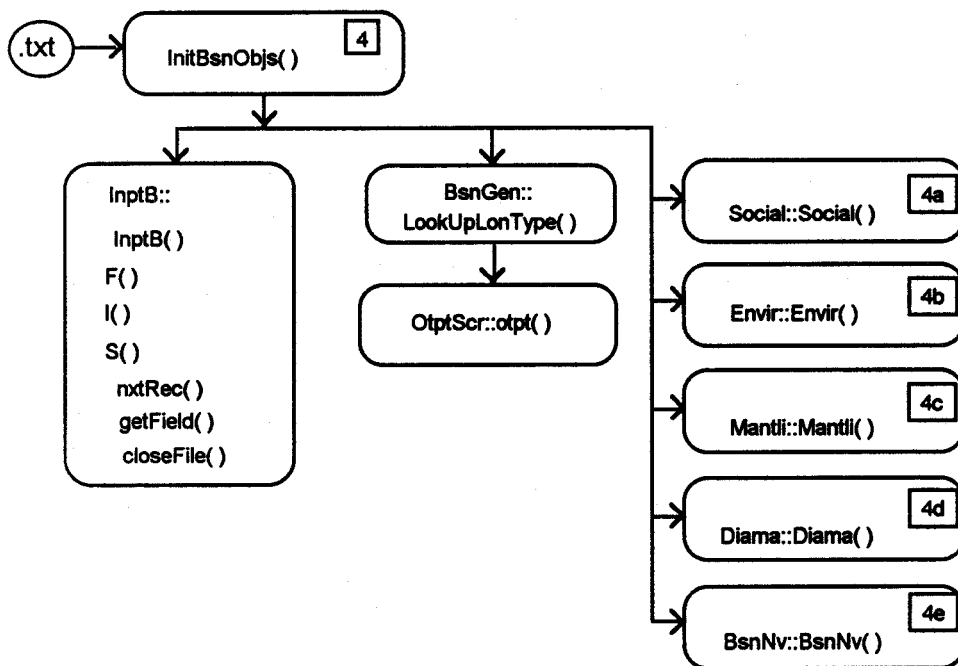 .txt
4
InitBsnObjs( )
InptB::
InptB( )
F( )
I( )
S( )
nxtRec( )
getField( )
closeFile( )
BsnGen::
LookUpLonType( )
OtptScr::otpt( )
4a
Social::Social( )
4b
Envir::Envir( )
4c
Mantli::Mantli( )
4d
Diama::Diama( )
4e
BsnNv::BsnNv( )